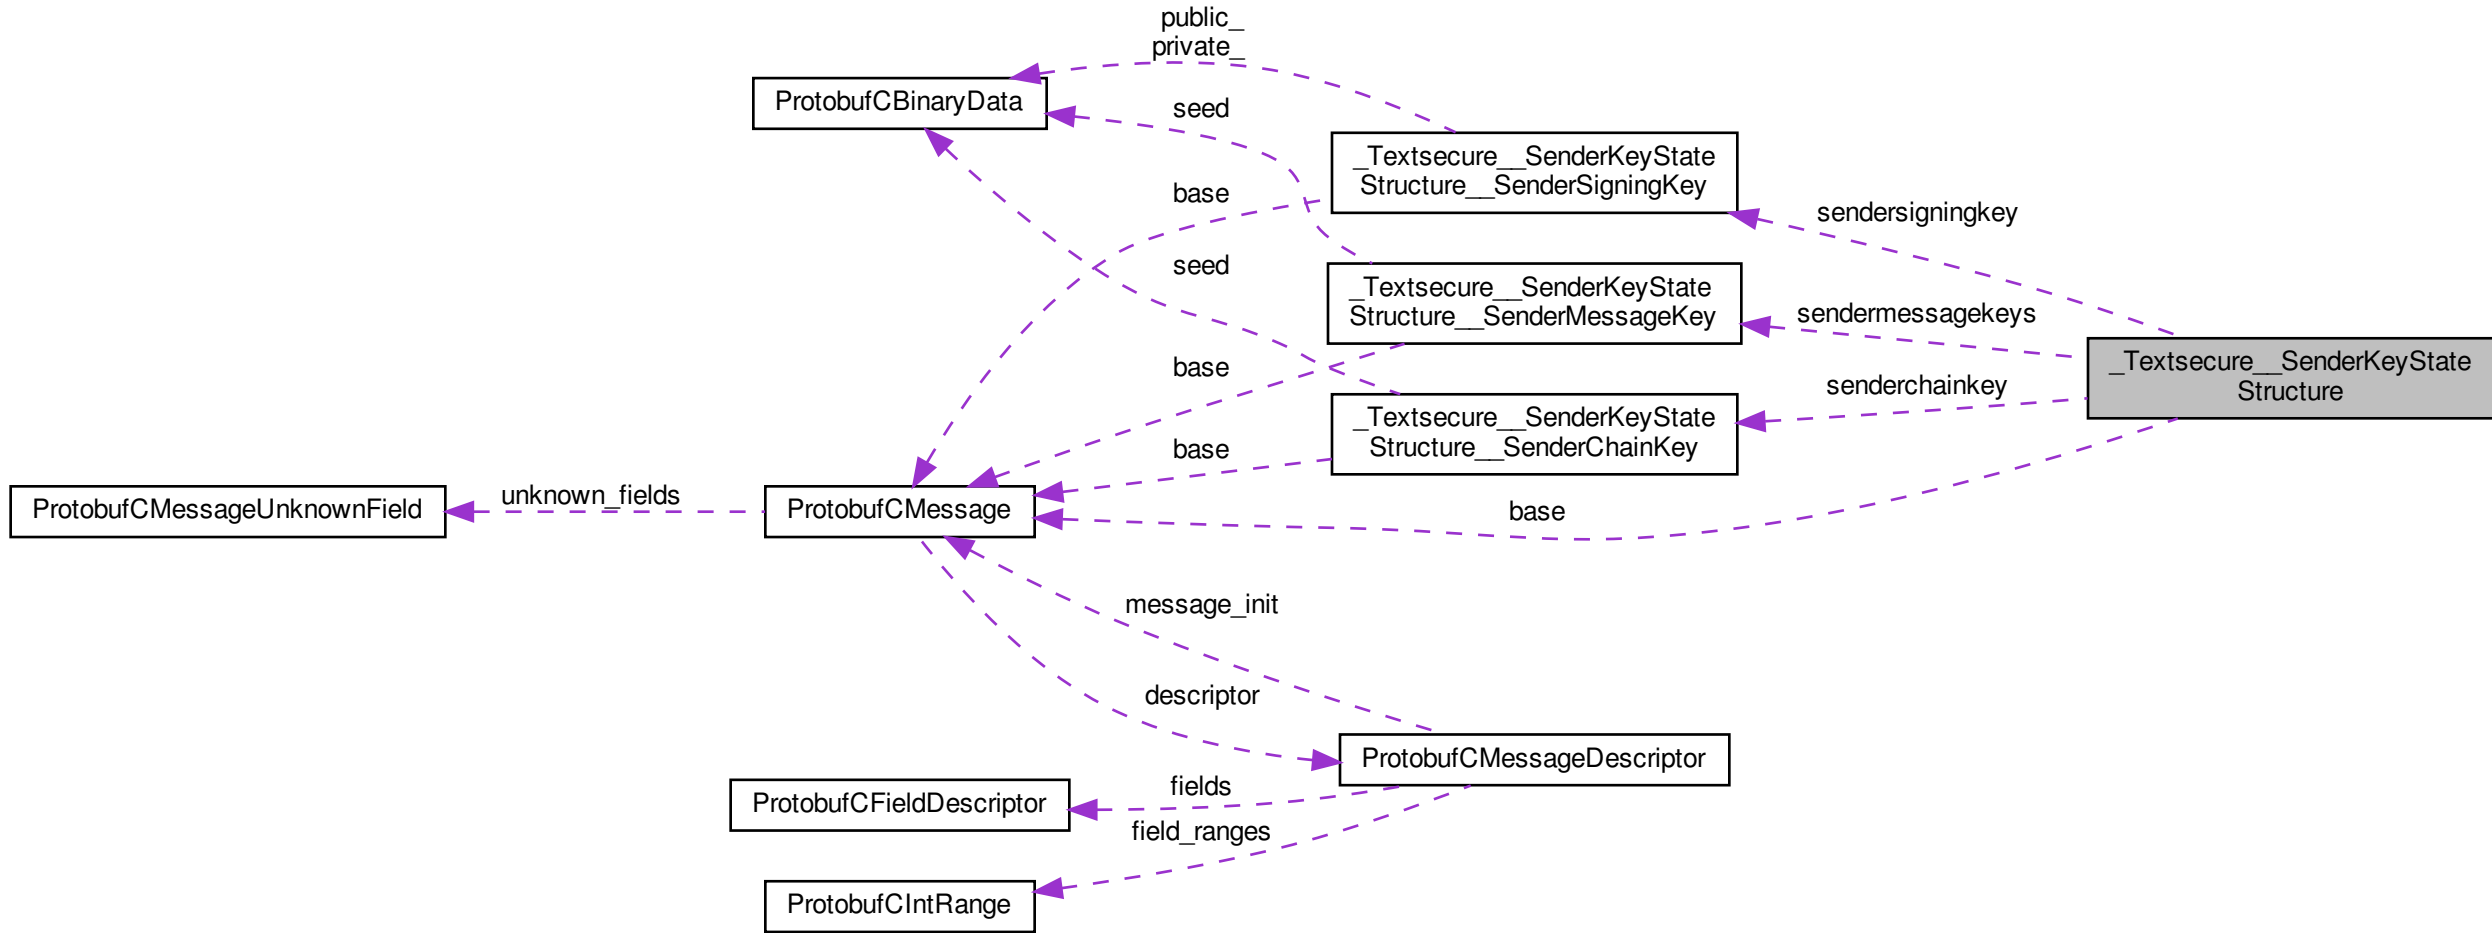 public_
private_
ProtobufCBinaryData
seed
_Textsecure__SenderKeyState
Structure__SenderSigningKey
base
sendersigningkey
seed
_Textsecure__SenderKeyState
Structure__SenderMessageKey
sendermessagekeys
_Textsecure__SenderKeyState
Structure
base
senderchainkey
_Textsecure__SenderKeyState
Structure__SenderChainKey
base
ProtobufCMessageUnknownField
unknown_fields
ProtobufCMessage
base
message_init
descriptor
ProtobufCMessageDescriptor
fields
ProtobufCFieldDescriptor
field_ranges
ProtobufCIntRange